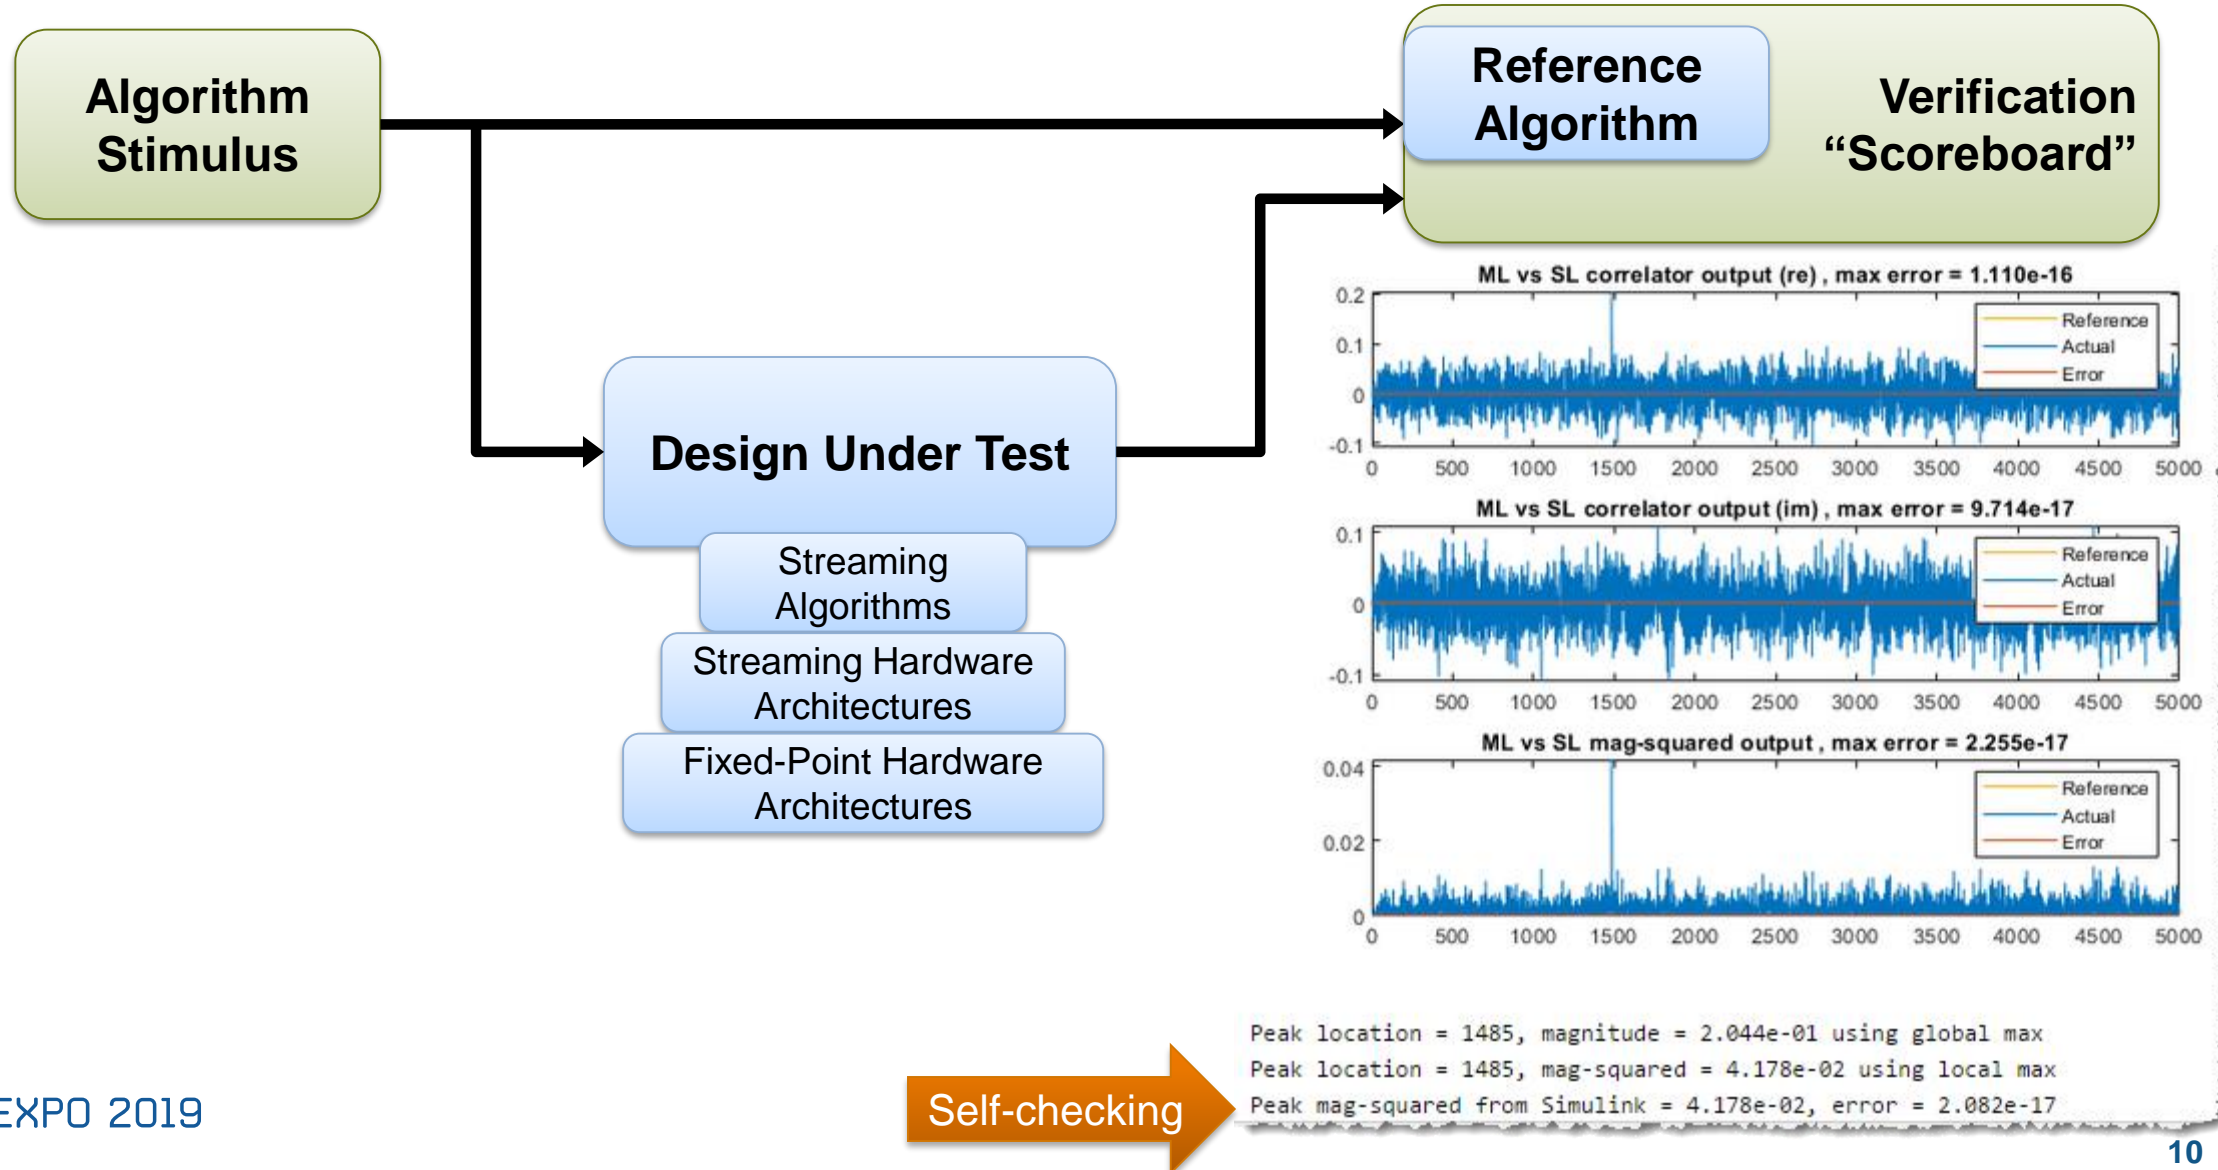 Algorithm
Stimulus
Reference
Algorithm
Verification
“Scoreboard”
Design Under Test
Streaming
Algorithms
Streaming Hardware
Architectures
Fixed-Point Hardware
Architectures
ML vs SL correlator output (re) , max error = 1.110e-16
0.2
0.1
0
-0.1
Reference
Actual
Error
0 500 1000 1500 2000 2500 3000 3500 4000 4500 5000
ML vs SL correlator output (im) , max error = 9.714e-17
0.1
0
-0.1
Reference
Actual
Error
0 500 1000 1500 2000 2500 3000 3500 4000 4500 5000
ML vs SL mag-squared output , max error = 2.255e-17
0.04
0.02
0
Reference
Actual
Error
0 500 1000 1500 2000 2500 3000 3500 4000 4500 5000
Peak location = 1485, magnitude = 2.044e-01 using global max
Peak location = 1485, mag-squared = 4.178e-02 using local max
Peak mag-squared from Simulink = 4.178e-02, error = 2.082e-17
Self-checking
EXPO 2019
10